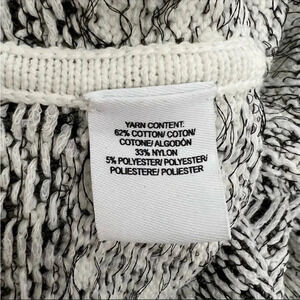 YARN CONTENT:
62% COTTON/ COTON/
COTONE/ ALGODÓN
33% NYLON
5% POLYESTER/ POLYESTER/
POLIESTERE/ POLIESTER